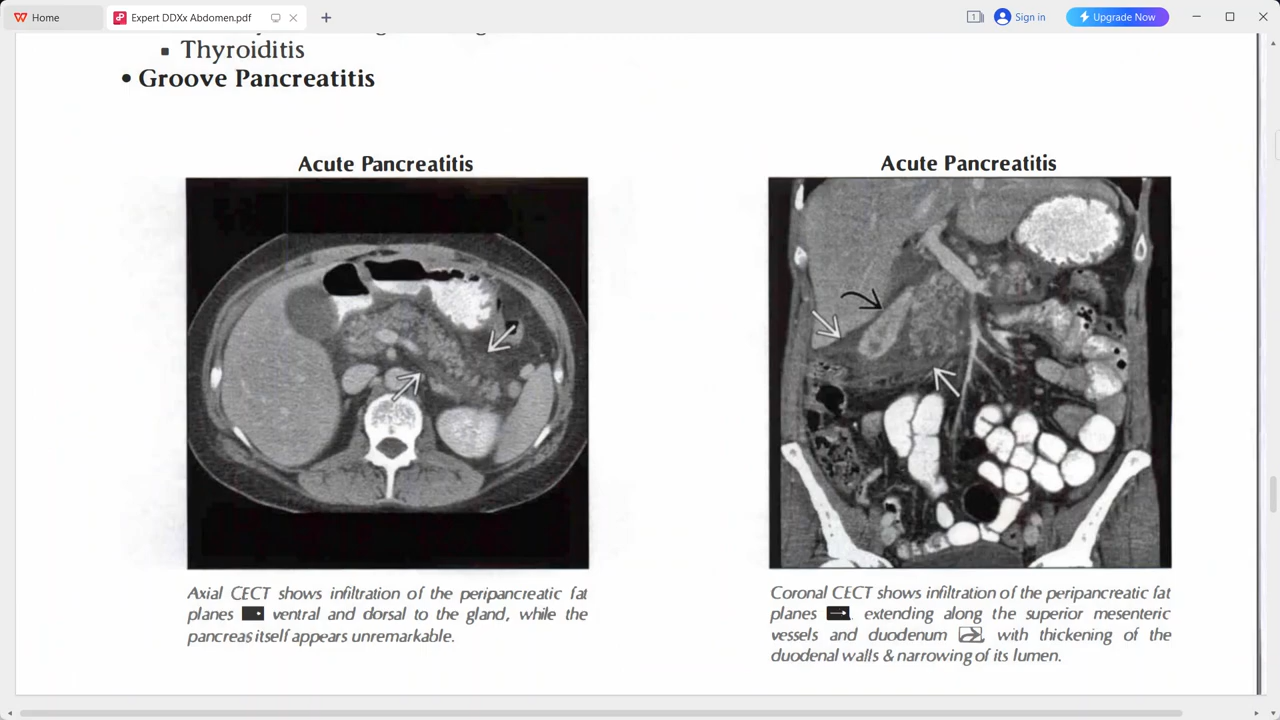 Home
Expert DDXx Abdomen.pdf
1
Sign in
Upgrade Now
Thyroiditis
• Groove Pancreatitis
Acute Pancreatitis
Axial CECT shows infiltration of the peripancreatic fat
planes ventral and dorsal to the gland, while the
pancreas itself appears unremarkable.
Acute Pancreatitis
Coronal CECT shows infiltration of the peripancreatic fat
planes extending along the superior mesenteric
vessels and duodenum with thickening of the
duodenal walls & narrowing of its lumen.